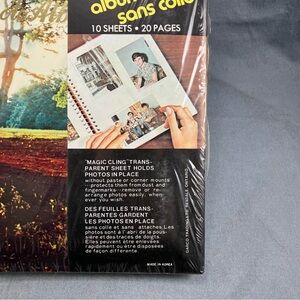 album
sans colle
10 SHEETS • 20 PAGES
"MAGIC CLING" TRANS-
PARENT SHEET HOLDS
PHOTOS IN PLACE
without paste or corner mounts
--protects them from dust and
fingermarks--remove or re-
arrange photos easily, when-
ever you wish.
DES FEUILLES TRANS-
PARENTES GARDENT
LES PHOTOS EN PLACE
sans colle et sans attaches. Les
photos sont à l'abri de la pous-
sière et des traces de doigts.
Elles peuvent être enlevées
rapidement ou être disposées
de façon différente.
MADE IN KOREA